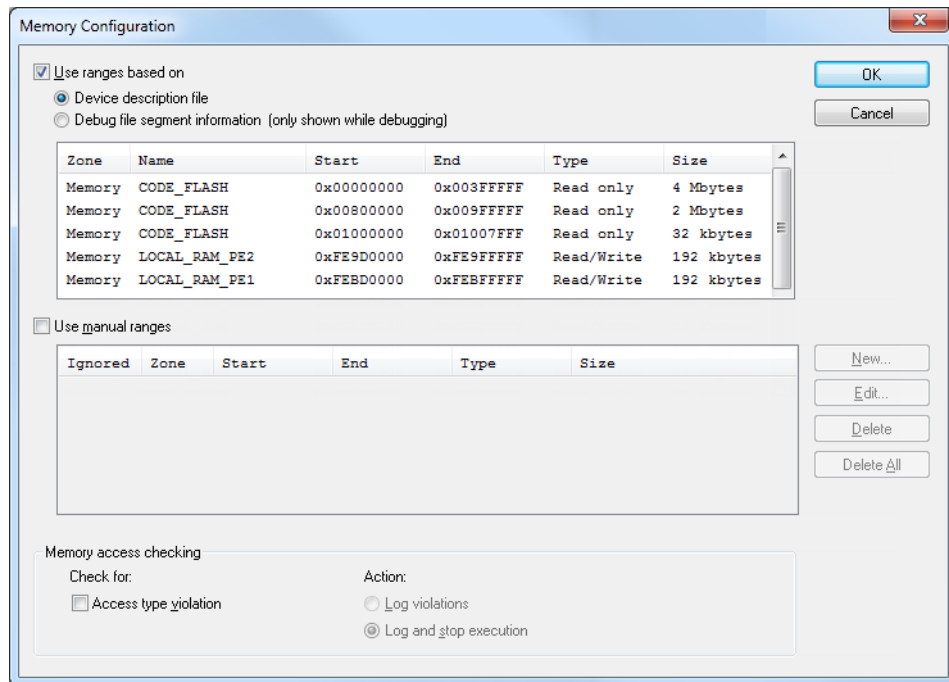 Memory Configuration
Use ranges based on
OK
Device description file
Debug file segment information (only shown while debugging)
Cancel
Zone Name Start End Type Size
Memory CODE_FLASH 0x00000000 0x003FFFFF Read only 4 Mbytes
Memory CODE_FLASH 0x00800000 0x009FFFFF Read only 2 Mbytes
Memory CODE_FLASH 0x01000000 0x01007FFF Read only 32 kbytes
Memory LOCAL_RAM_PE2 0xFE9D0000 0xFE9FFFFF Read/Write 192 kbytes
Memory LOCAL_RAM_PE1 0xFEBD0000 0xFEBFFFFF Read/Write 192 kbytes
Use manual ranges
Ignored Zone Start End Type Size
New...
Edit...
Delete
Delete All
Memory access checking
Check for: Action:
Access type violation Log violations
Log and stop execution